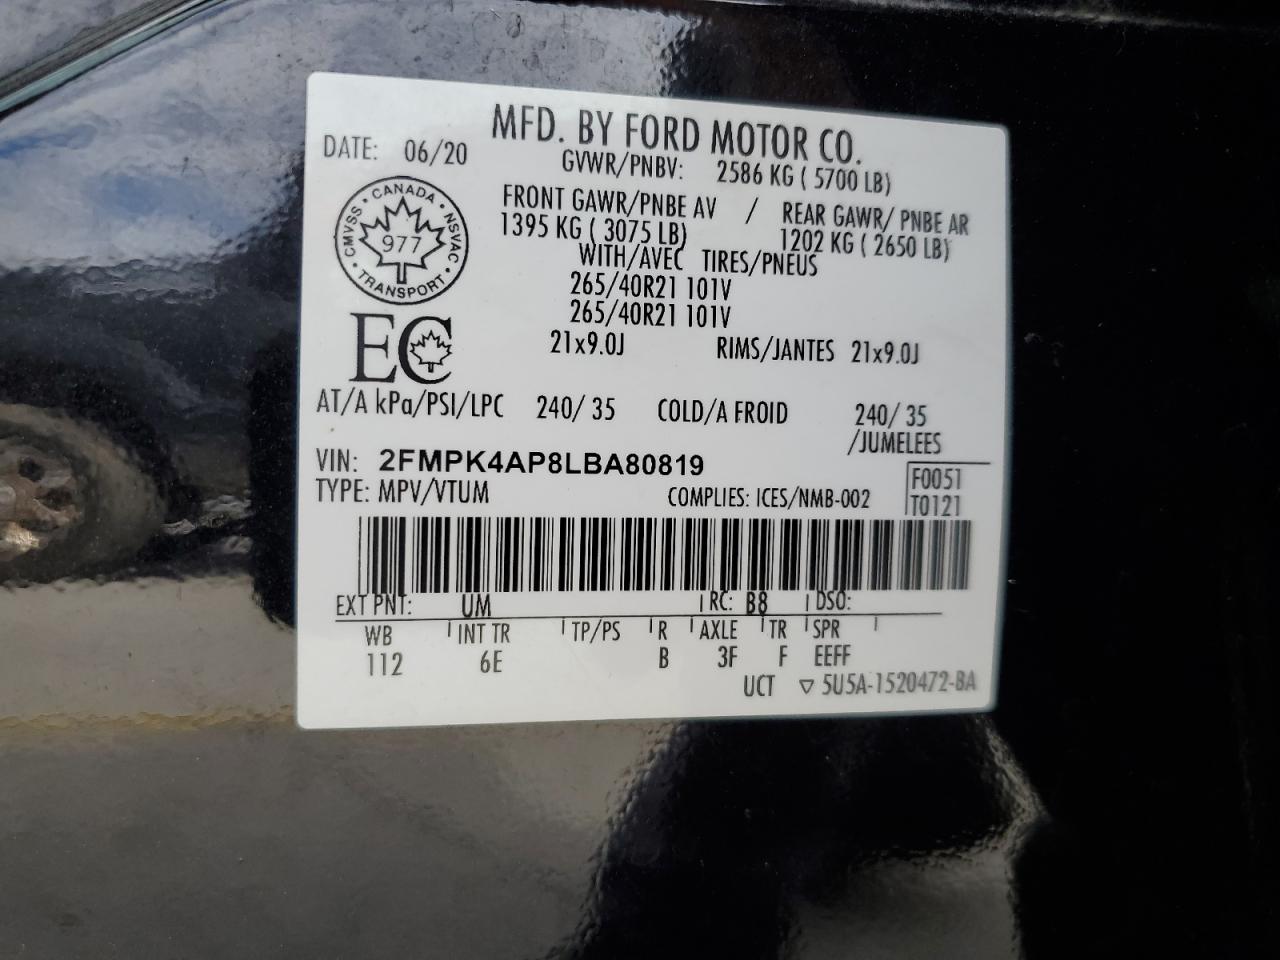 MFD. BY FORD MOTOR CO.
DATE: 06/20
GVWR/PNBV: 2586 KG ( 5700 LB)
FRONT GAWR/PNBE AV / REAR GAWR/ PNBE AR
1395 KG ( 3075 LB) 1202 KG ( 2650 LB)
WITH/AVEC TIRES/PNEUS
265/40R21 101V
265/40R21 101V
21x9.0J RIMS/JANTES 21x9.0J
CANADA
CMVSS NSVAC
977
TRANSPORT
EC
AT/A kPa/PSI/LPC 240/ 35 COLD/A FROID 240/ 35
/JUMELEES
VIN: 2FMPK4AP8LBA80819
TYPE: MPV/VTUM COMPLIES: ICES/NMB-002
F0051
T0121
EXT PNT: UM RC: B8 DSO:
WB INT TR TP/PS R AXLE TR SPR
112 6E B 3F F EEFF
UCT ▽ 5U5A-1520472-BA